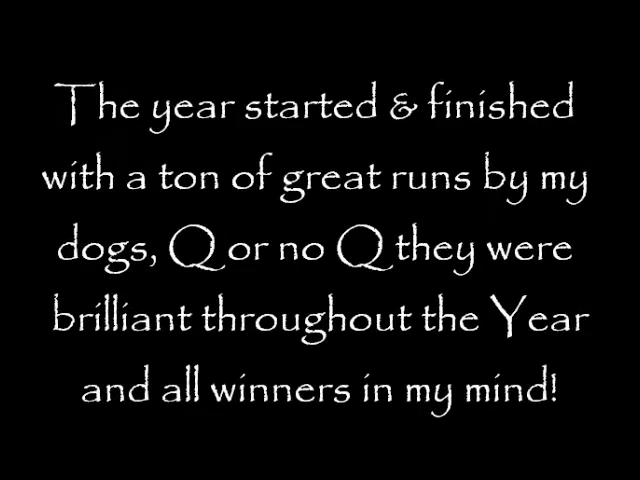 The year started & finished
with a ton of great runs by my
dogs, Q or no Q they were
brilliant throughout the Year
and all winners in my mind!